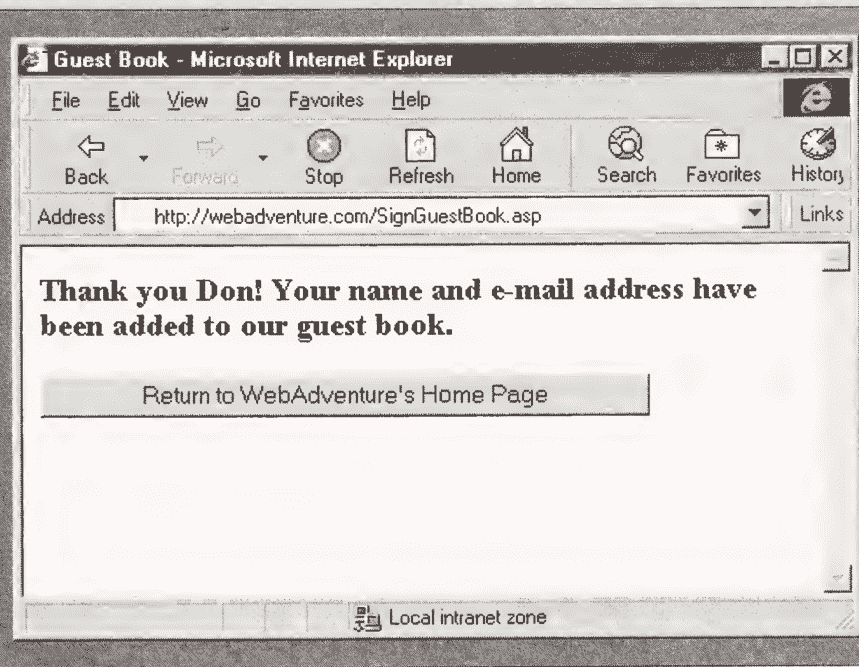 Guest Book - Microsoft Internet Explorer
File Edit View Go Favorites Help
Back Forward Stop Refresh Home Search Favorites History
Address http://webadventure.com/SignGuestBook.asp Links
Thank you Don! Your name and e-mail address have
been added to our guest book.
Return to WebAdventure's Home Page
Local intranet zone